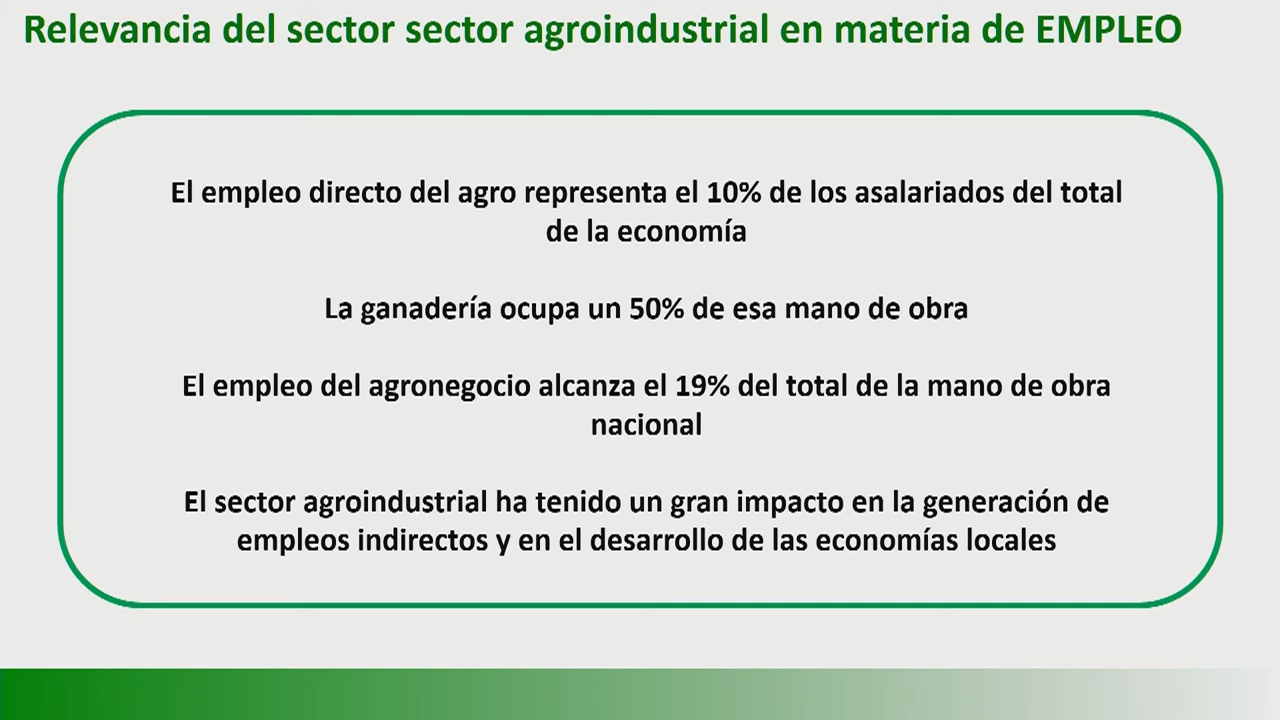 Relevancia del sector sector agroindustrial en materia de EMPLEO
El empleo directo del agro representa el 10% de los asalariados del total
de la economía
La ganadería ocupa un 50% de esa mano de obra
El empleo del agronegocio alcanza el 19% del total de la mano de obra
nacional
El sector agroindustrial ha tenido un gran impacto en la generación de
empleos indirectos y en el desarrollo de las economías locales